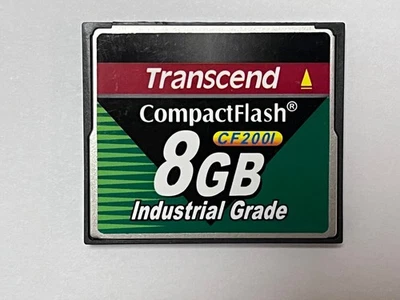 Transcend
CompactFlash®
CF200I
8GB
Industrial Grade